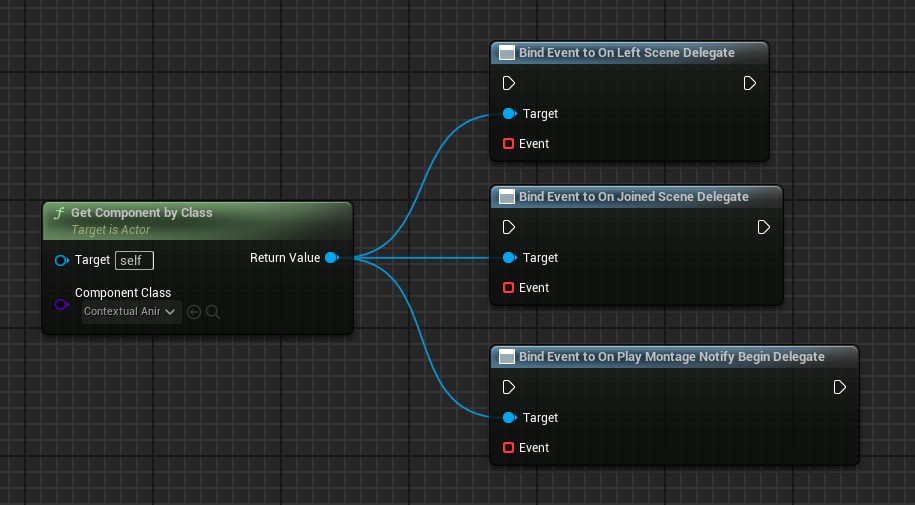 Bind Event to On Left Scene Delegate
Target
Event
Get Component by Class
Target is Actor
Target self
Return Value
Component Class
Contextual Anir
Bind Event to On Joined Scene Delegate
Target
Event
Bind Event to On Play Montage Notify Begin Delegate
Target
Event